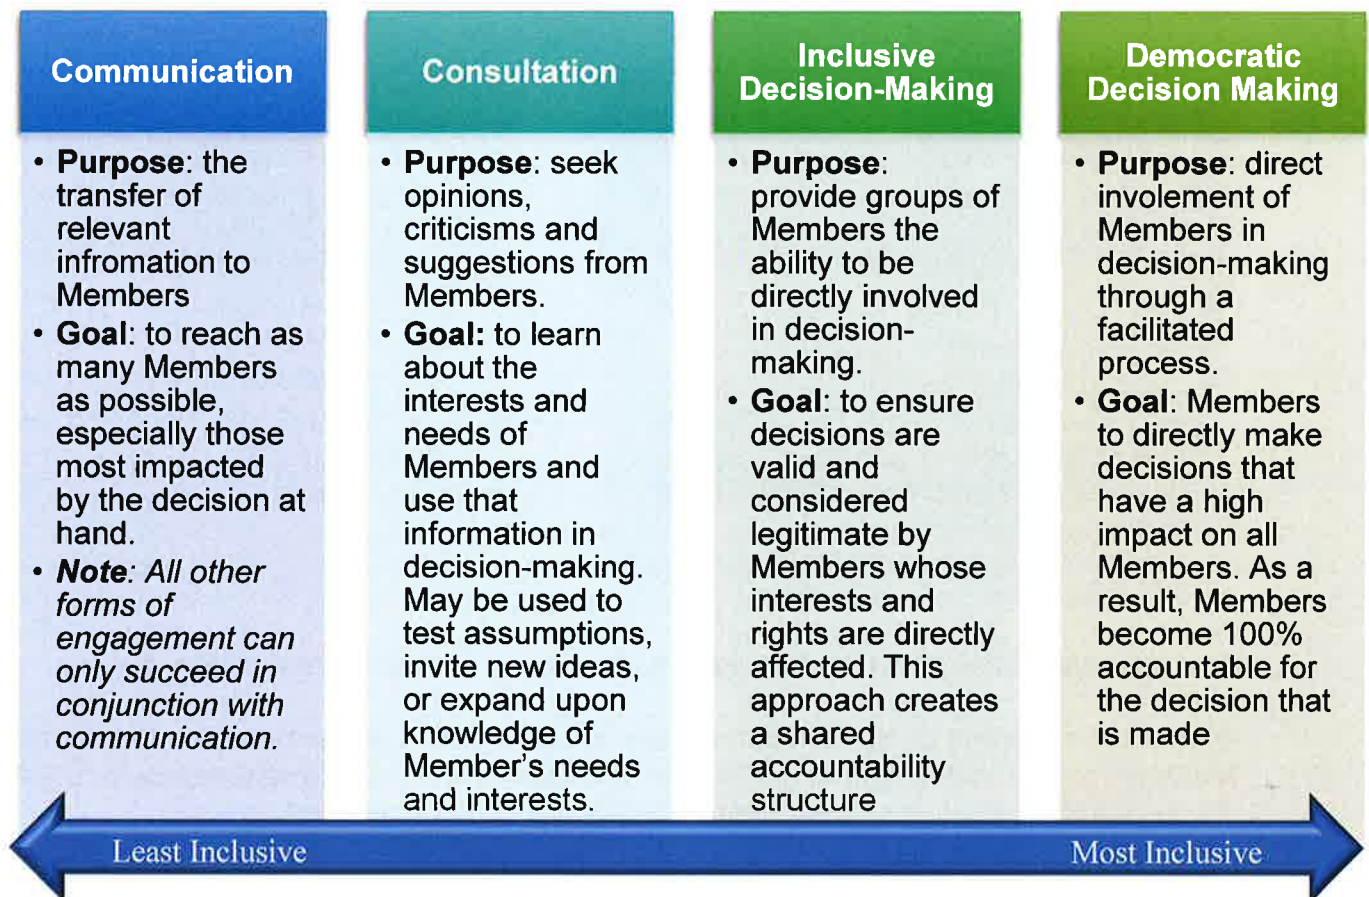 Communication
• Purpose: the
transfer of
relevant
infromation to
Members
• Goal: to reach as
many Members
as possible,
especially those
most impacted
by the decision at
hand.
• Note: All other
forms of
engagement can
only succeed in
conjunction with
communication.
Consultation
• Purpose: seek
opinions,
criticisms and
suggestions from
Members.
• Goal: to learn
about the
interests and
needs of
Members and
use that
information in
decision-making.
May be used to
test assumptions,
invite new ideas,
or expand upon
knowledge of
Member's needs
and interests.
Inclusive
Decision-Making
• Purpose:
provide groups of
Members the
ability to be
directly involved
in decision-
making.
• Goal: to ensure
decisions are
valid and
considered
legitimate by
Members whose
interests and
rights are directly
affected. This
approach creates
a shared
accountability
structure
Democratic
Decision Making
• Purpose: direct
involement of
Members in
decision-making
through a
facilitated
process.
• Goal: Members
to directly make
decisions that
have a high
impact on all
Members. As a
result, Members
become 100%
accountable for
the decision that
is made
Least Inclusive
Most Inclusive